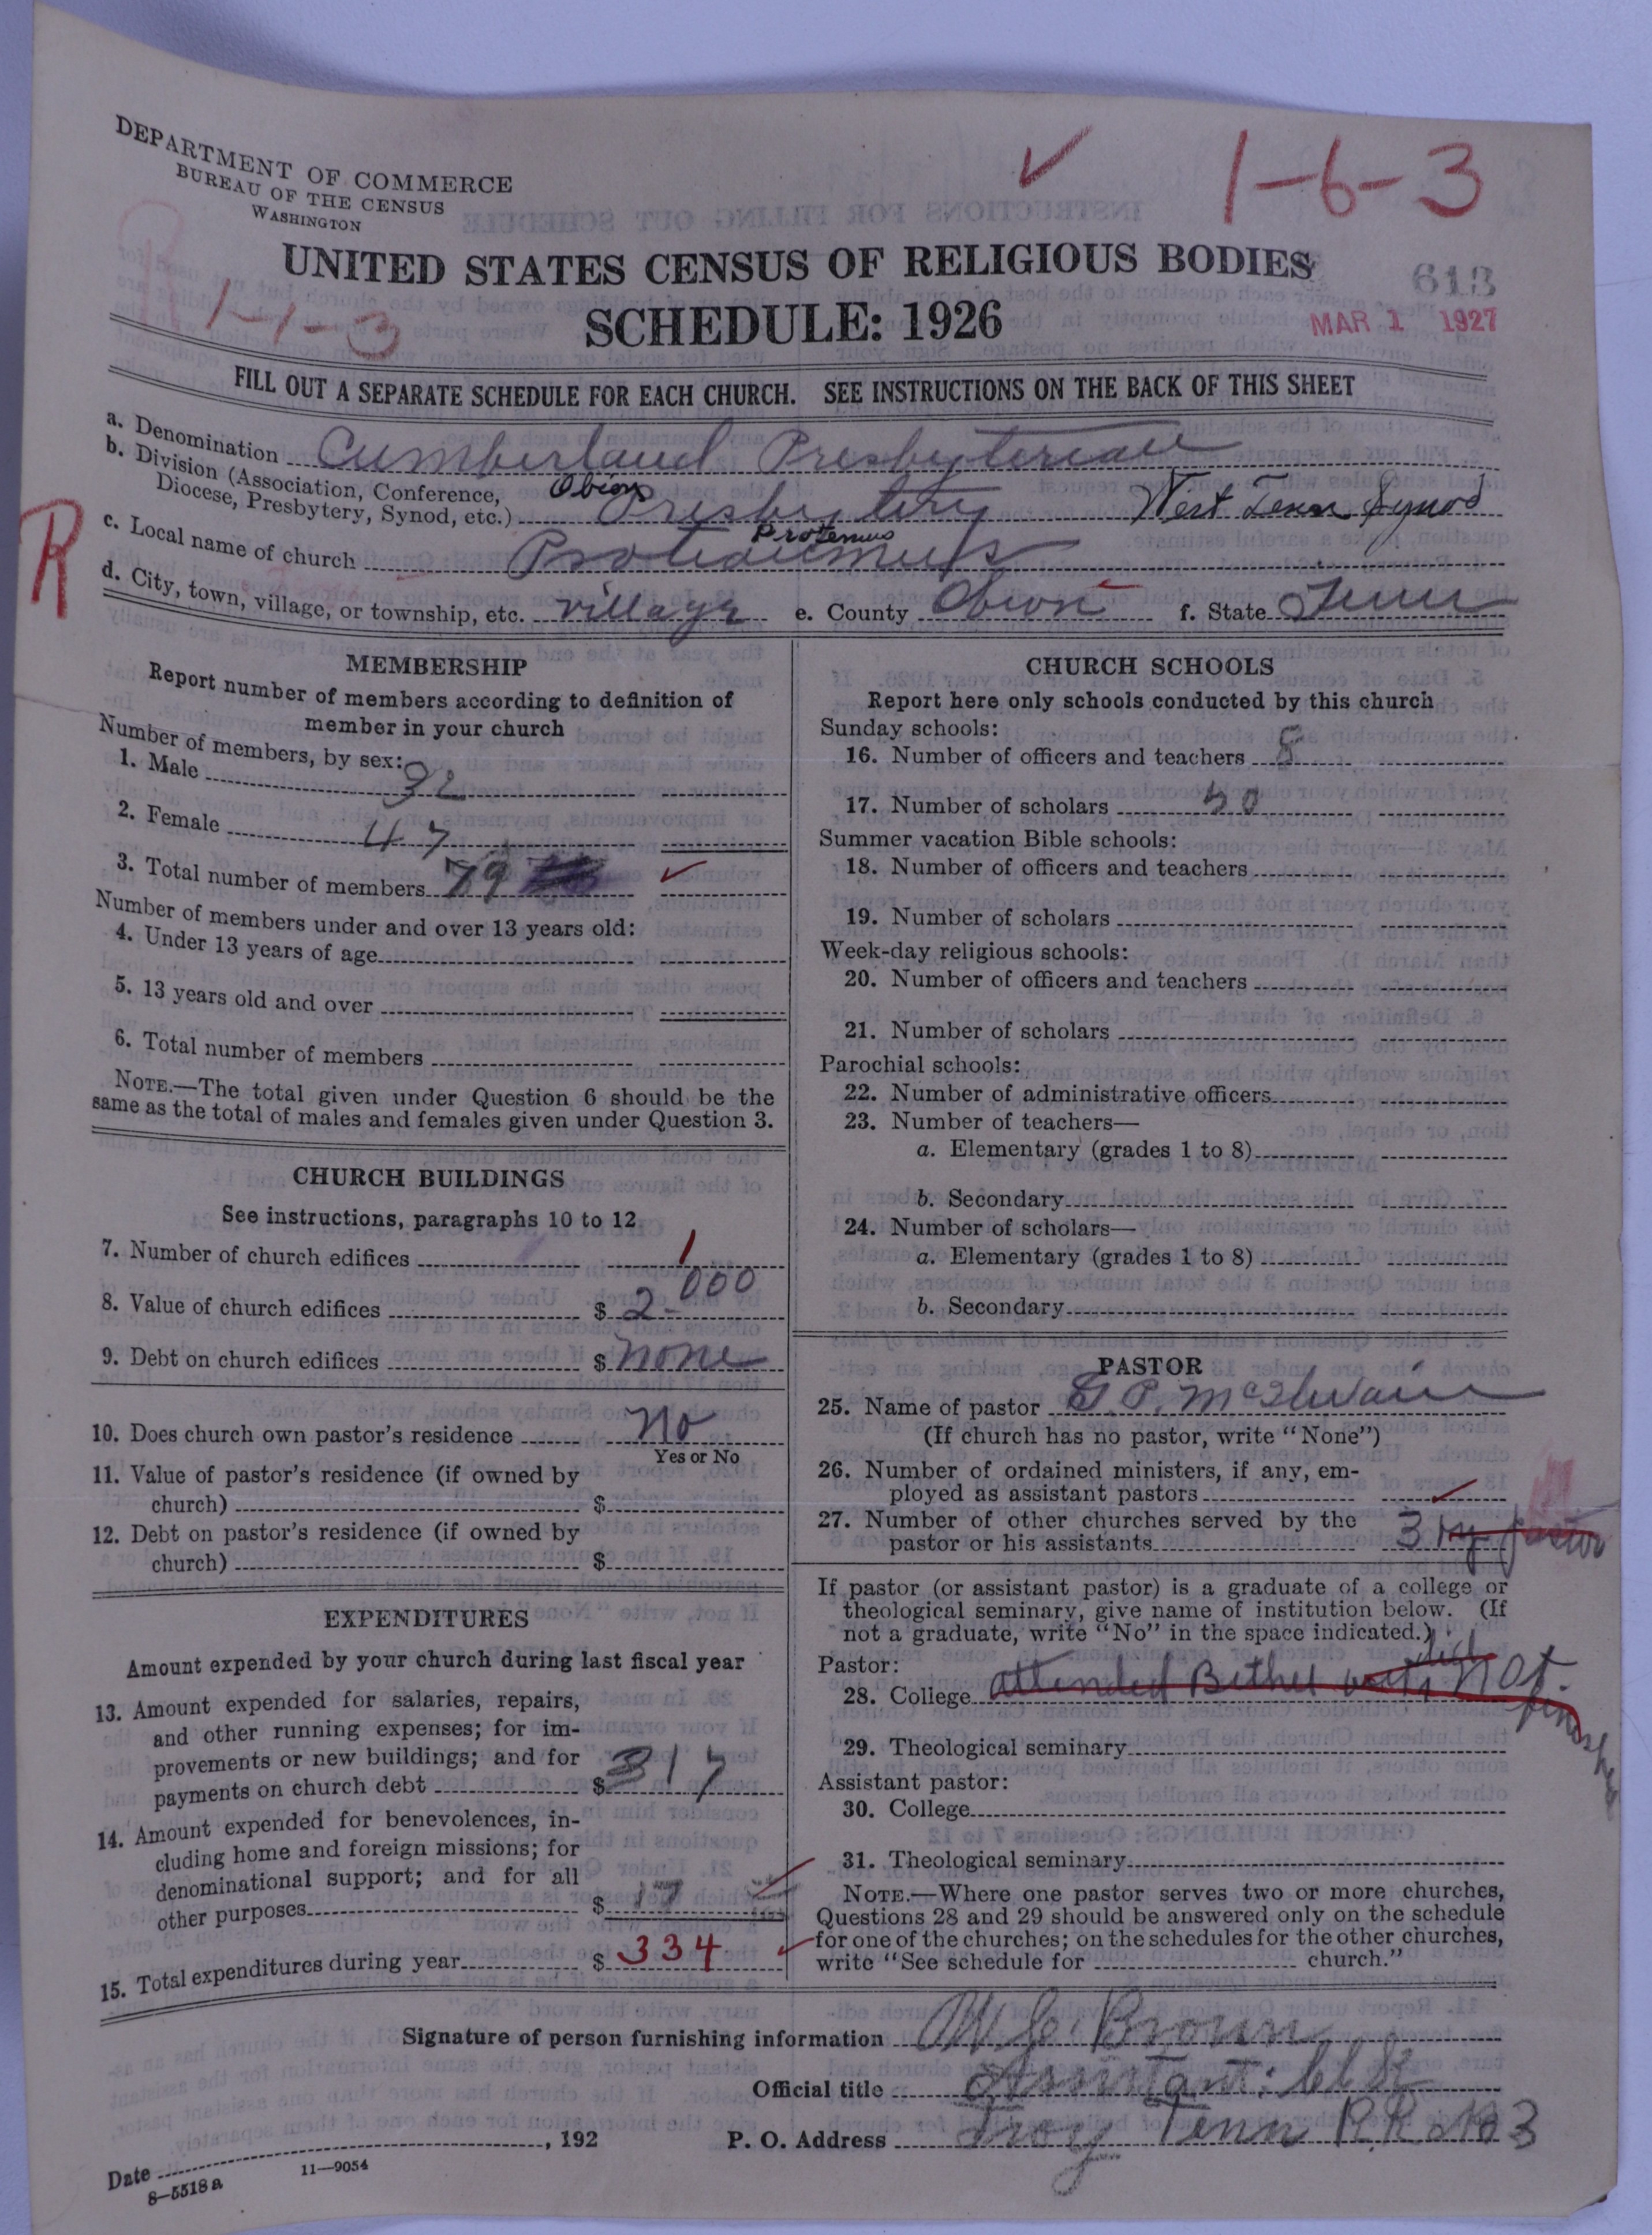 DEPARTMENT OF COMMERCE
BUREAU OF THE CENSUS
WASHINGTON
1-6-3
UNITED STATES CENSUS OF RELIGIOUS BODIES
SCHEDULE: 1926
613
MAR 1 1927
1-1-3
FILL OUT A SEPARATE SCHEDULE FOR EACH CHURCH. SEE INSTRUCTIONS ON THE BACK OF THIS SHEET
a. Denomination Cumberland Presbyterian
b. Division (Association, Conference, Diocese, Presbytery, Synod, etc.) Obion Presbytery West Tenn Synod
R
c. Local name of church Protemus
d. City, town, village, or township, etc. village e. County Obion f. State Tenn
MEMBERSHIP
Report number of members according to definition of
member in your church
Number of members, by sex:
1. Male 32
2. Female 47
3. Total number of members 79
Number of members under and over 13 years old:
4. Under 13 years of age
5. 13 years old and over
6. Total number of members
NOTE.—The total given under Question 6 should be the
same as the total of males and females given under Question 3.
CHURCH BUILDINGS
See instructions, paragraphs 10 to 12
7. Number of church edifices 1
8. Value of church edifices $ 2-000
9. Debt on church edifices $ none
10. Does church own pastor's residence No
Yes or No
11. Value of pastor's residence (if owned by
church) $
12. Debt on pastor's residence (if owned by
church) $
EXPENDITURES
Amount expended by your church during last fiscal year
13. Amount expended for salaries, repairs,
and other running expenses; for im-
provements or new buildings; and for
payments on church debt $ 317
14. Amount expended for benevolences, in-
cluding home and foreign missions; for
denominational support; and for all
other purposes $ 17
15. Total expenditures during year $ 334
CHURCH SCHOOLS
Report here only schools conducted by this church
Sunday schools:
16. Number of officers and teachers 8
17. Number of scholars 50
Summer vacation Bible schools:
18. Number of officers and teachers
19. Number of scholars
Week-day religious schools:
20. Number of officers and teachers
21. Number of scholars
Parochial schools:
22. Number of administrative officers
23. Number of teachers—
a. Elementary (grades 1 to 8)
b. Secondary
24. Number of scholars—
a. Elementary (grades 1 to 8)
b. Secondary
PASTOR
25. Name of pastor P. McIlwain
(If church has no pastor, write "None")
26. Number of ordained ministers, if any, em-
ployed as assistant pastors
27. Number of other churches served by the
pastor or his assistants 3 by pastor
If pastor (or assistant pastor) is a graduate of a college or
theological seminary, give name of institution below. (If
not a graduate, write "No" in the space indicated.)
Pastor:
28. College attended Bethel did not finish
29. Theological seminary
Assistant pastor:
30. College
31. Theological seminary
NOTE.—Where one pastor serves two or more churches,
Questions 28 and 29 should be answered only on the schedule
for one of the churches; on the schedules for the other churches,
write "See schedule for church."
Signature of person furnishing information Brown
Official title Assistant: Clk
Date , 192 P. O. Address Troy Tenn R.R. No 3
8—5518a 11—9054